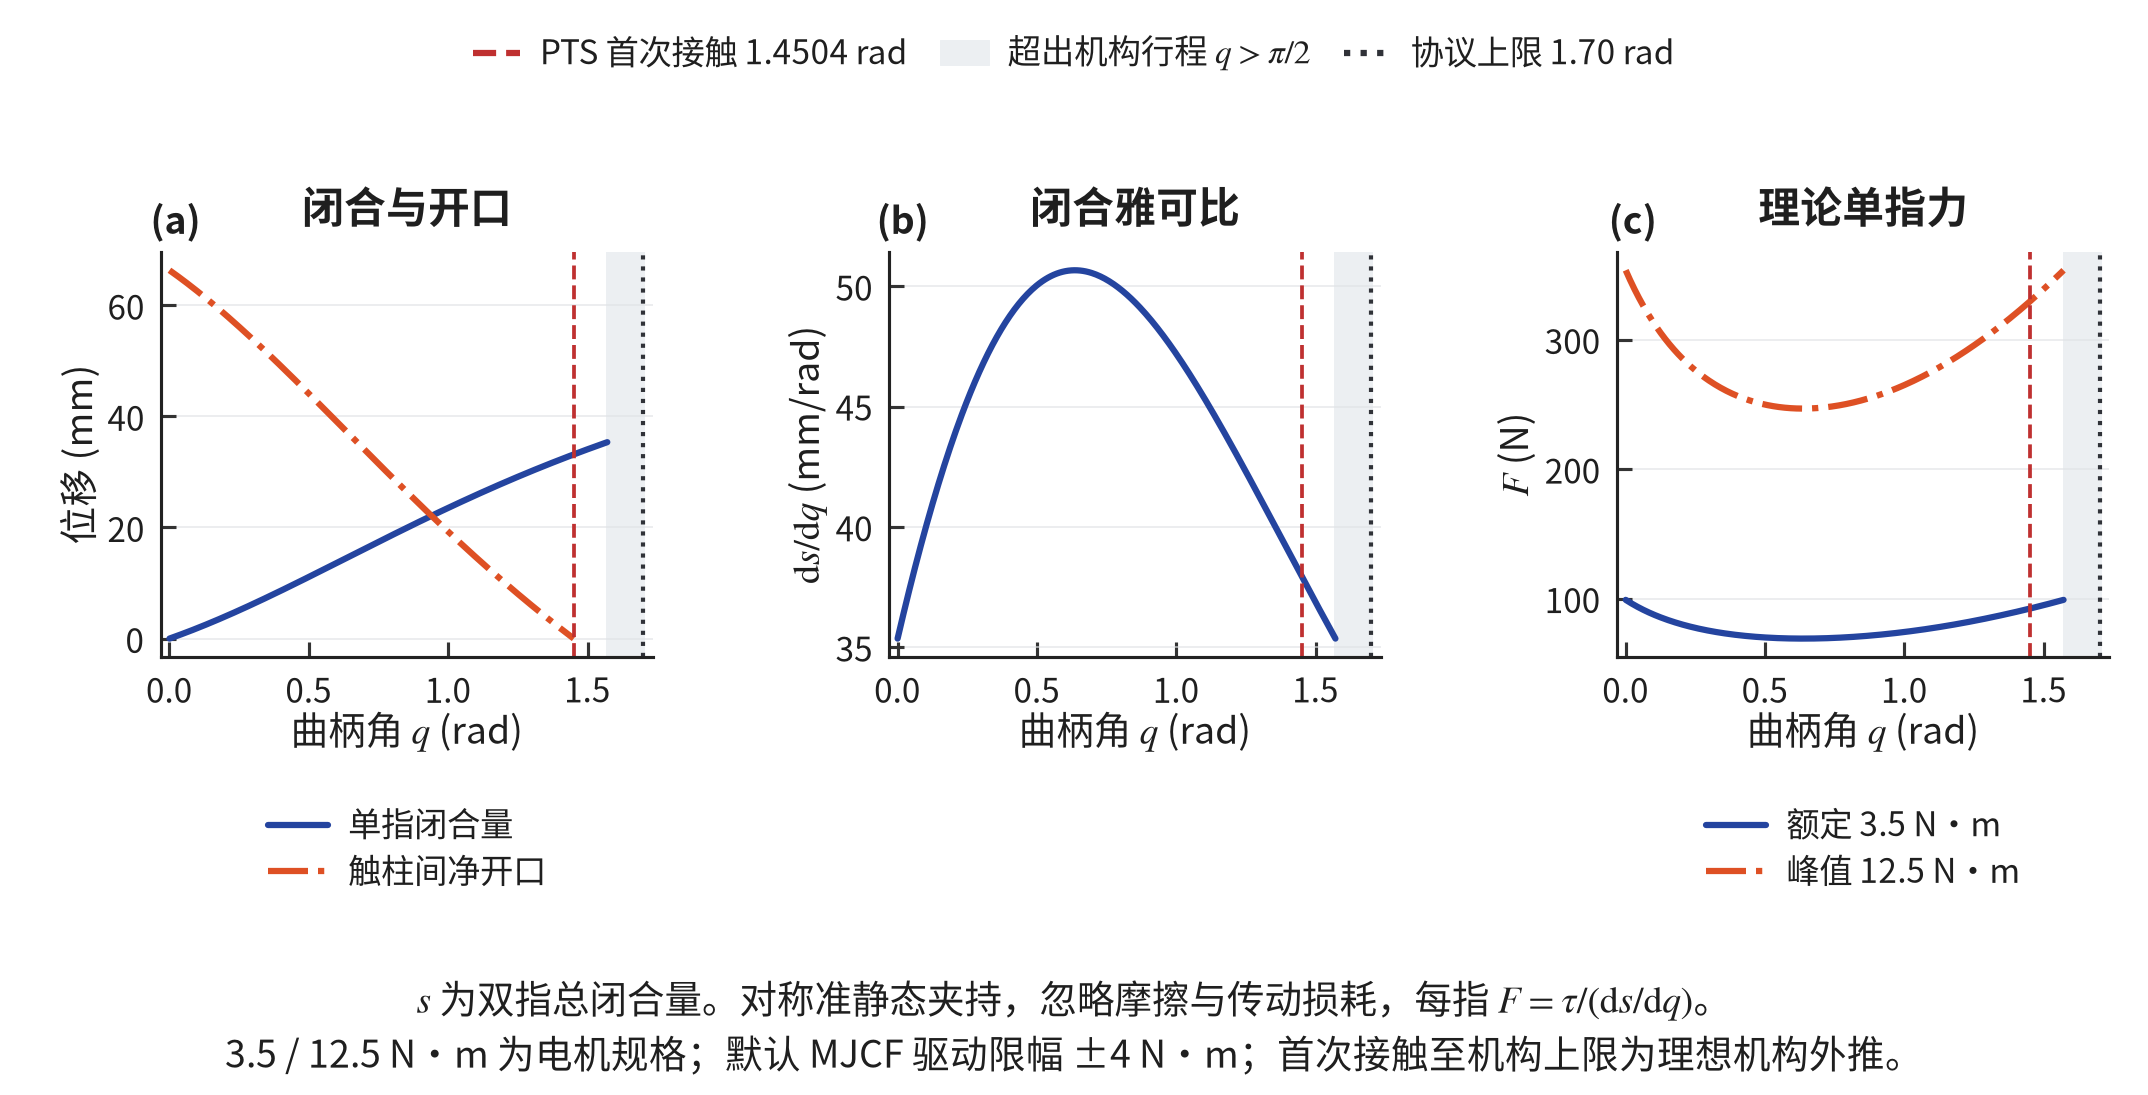 PTS 首次接触 1.4504 rad 超出机构行程 q > π/2 协议上限 1.70 rad
(a) 闭合与开口
位移 (mm)
60
40
20
0
0.0 0.5 1.0 1.5
曲柄角 q (rad)
单指闭合量
触柱间净开口
(b) 闭合雅可比
ds/dq (mm/rad)
50
45
40
35
0.0 0.5 1.0 1.5
曲柄角 q (rad)
(c) 理论单指力
F (N)
300
200
100
0.0 0.5 1.0 1.5
曲柄角 q (rad)
额定 3.5 N·m
峰值 12.5 N·m
s 为双指总闭合量。对称准静态夹持，忽略摩擦与传动损耗，每指 F = τ/(ds/dq)。
3.5 / 12.5 N·m 为电机规格；默认 MJCF 驱动限幅 ±4 N·m；首次接触至机构上限为理想机构外推。